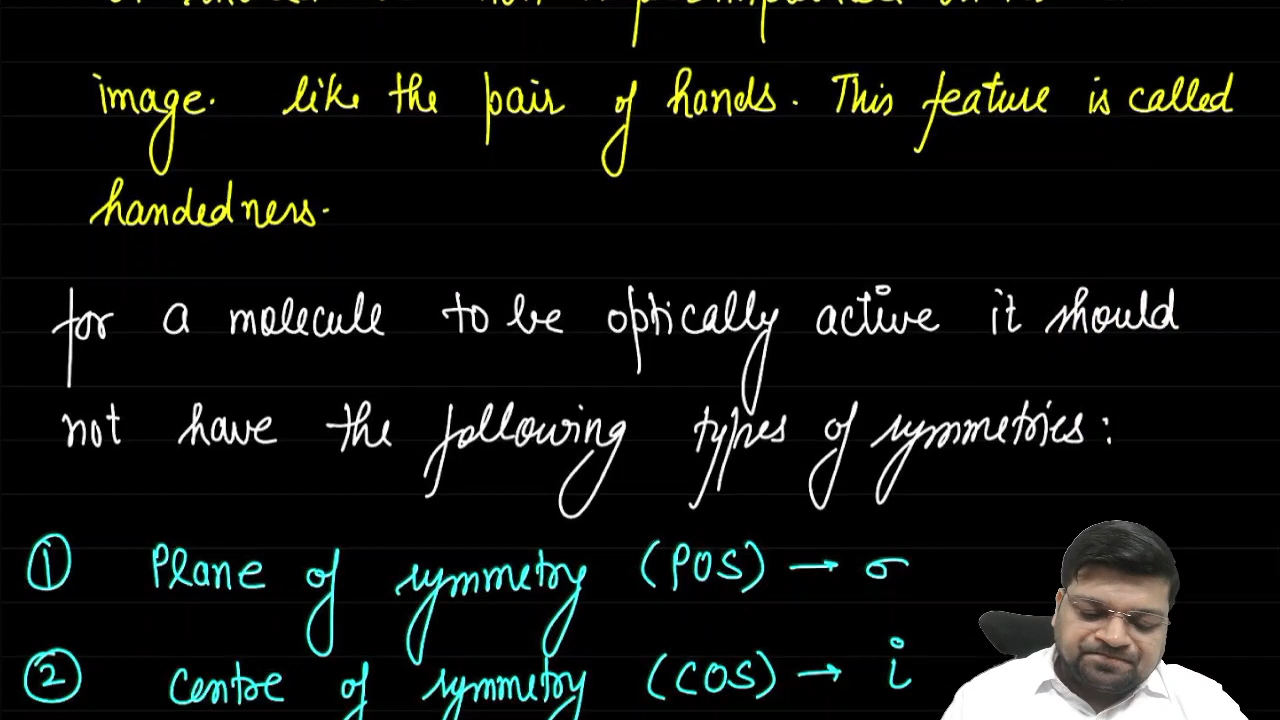 image. like the pair of hands. This feature is called
handedness.
for a molecule to be optically active it should
not have the following types of symmetries:
① Plane of symmetry (POS) → σ
② Centre of symmetry (COS) → i